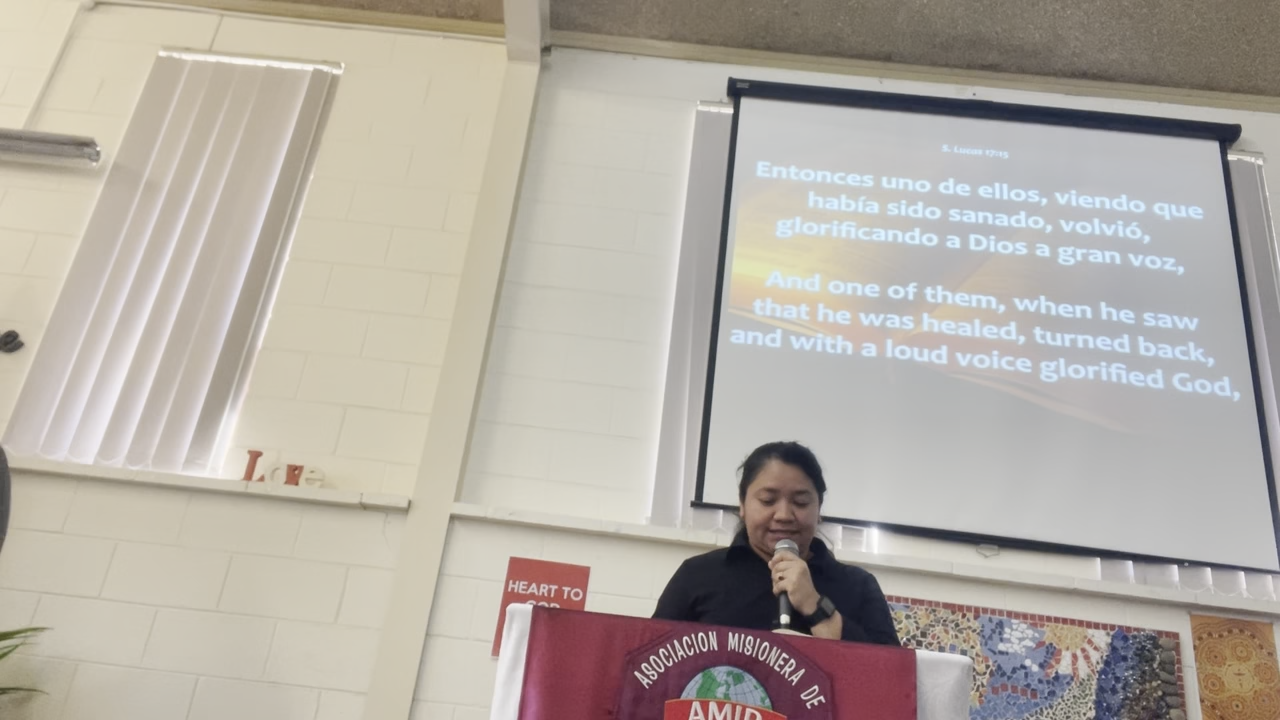 S. Lucas 17:15
Entonces uno de ellos, viendo que
había sido sanado, volvió,
glorificando a Dios a gran voz,
And one of them, when he saw
that he was healed, turned back,
and with a loud voice glorified God,
Love
HEART TO
GOD
ASOCIACION MISIONERA DE
AMID